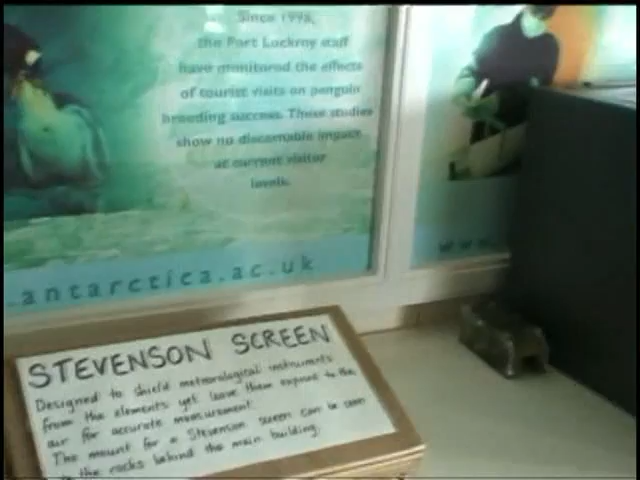 Since 1996,
the Port Lockroy staff
have monitored the effects
of tourist visits on penguin
breeding success. These studies
show no discernable impact
at current visitor
levels.
.antarctica.ac.uk
www.
STEVENSON SCREEN
Designed to shield meteorological instruments
from the elements yet leave them exposed to the
air for accurate measurement.
The mount for a Stevenson screen can be seen
the rocks behind the main building.